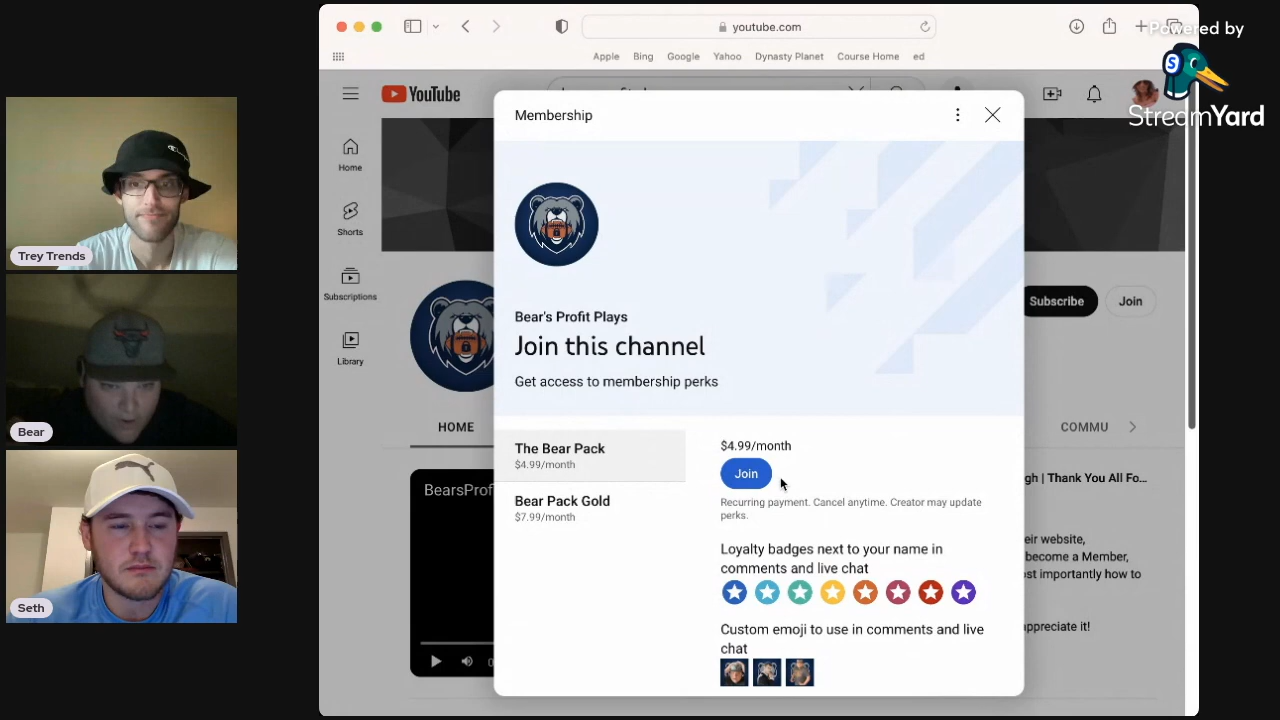 Powered by
StreamYard
youtube.com
Apple
Bing
Google
Yahoo
Dynasty Planet
Course Home
ed
YouTube
Home
Shorts
Subscriptions
Library
Trey Trends
Bear
Seth
Membership
Bear's Profit Plays
Join this channel
Get access to membership perks
Subscribe
Join
HOME
COMMU
The Bear Pack
$4.99/month
Bear Pack Gold
$7.99/month
$4.99/month
Join
Recurring payment. Cancel anytime. Creator may update
perks.
Loyalty badges next to your name in
comments and live chat
Custom emoji to use in comments and live
chat
BearsProf
gh | Thank You All Fo...
eir website,
become a Member,
st importantly how to
ppreciate it!